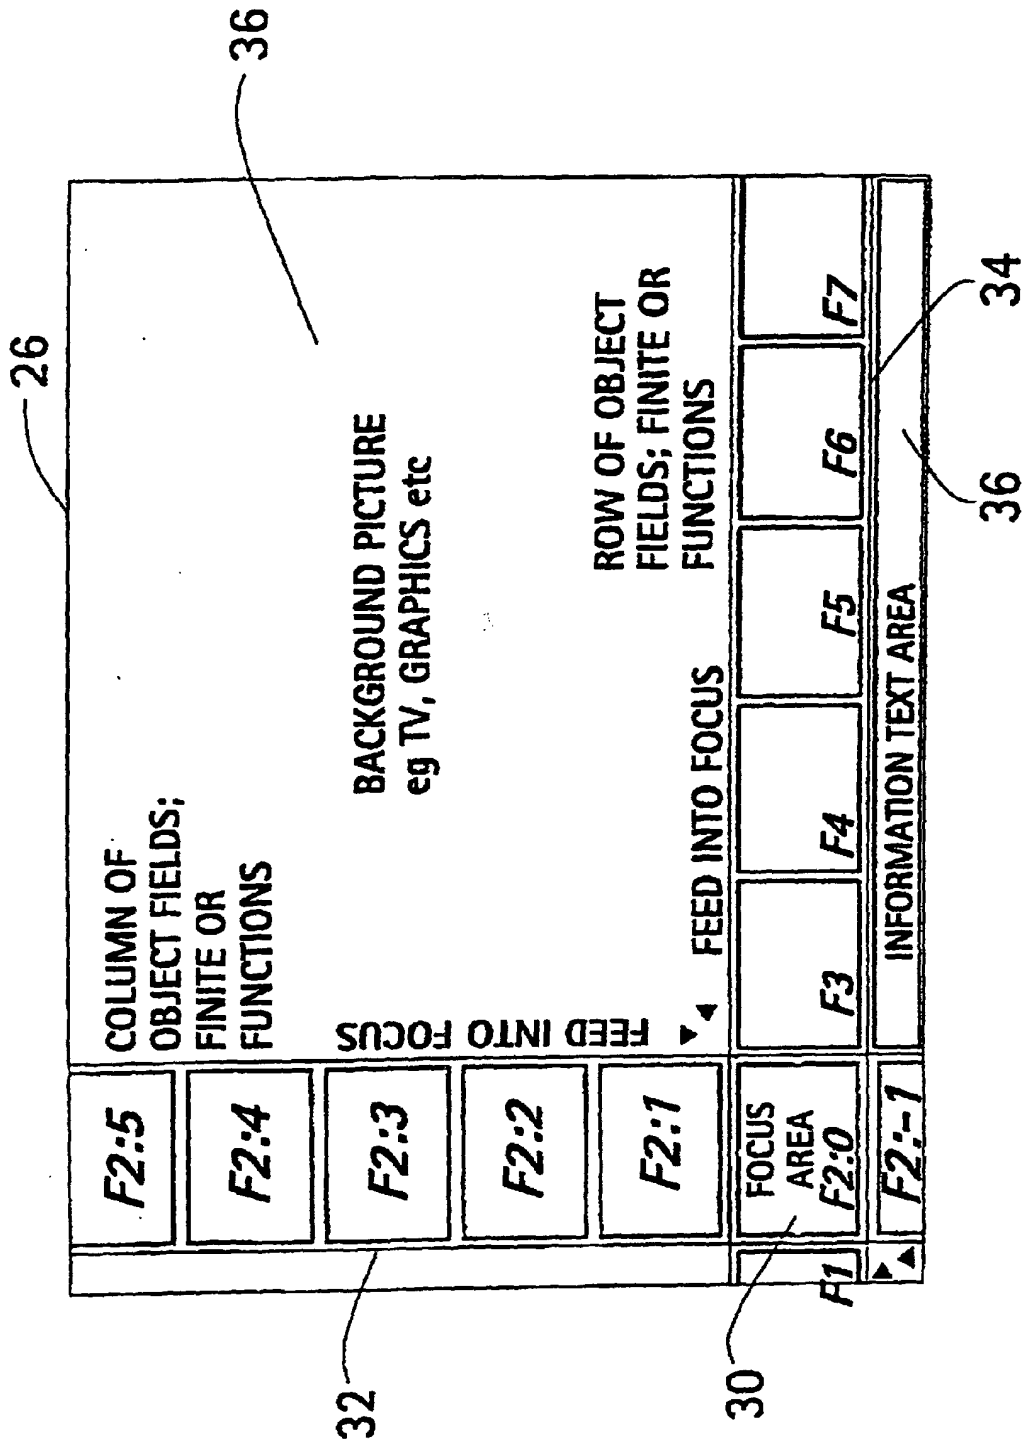 26
36
COLUMN OF
OBJECT FIELDS;
FINITE OR
FUNCTIONS
BACKGROUND PICTURE
eg TV, GRAPHICS etc
ROW OF OBJECT
FIELDS; FINITE OR
FUNCTIONS
FEED INTO FOCUS
FEED INTO FOCUS
F2:5
F2:4
F2:3
F2:2
F2:1
FOCUS
AREA
F2:0
F2:-1
F1
F3
F4
F5
F6
F7
INFORMATION TEXT AREA
32
30
36
34